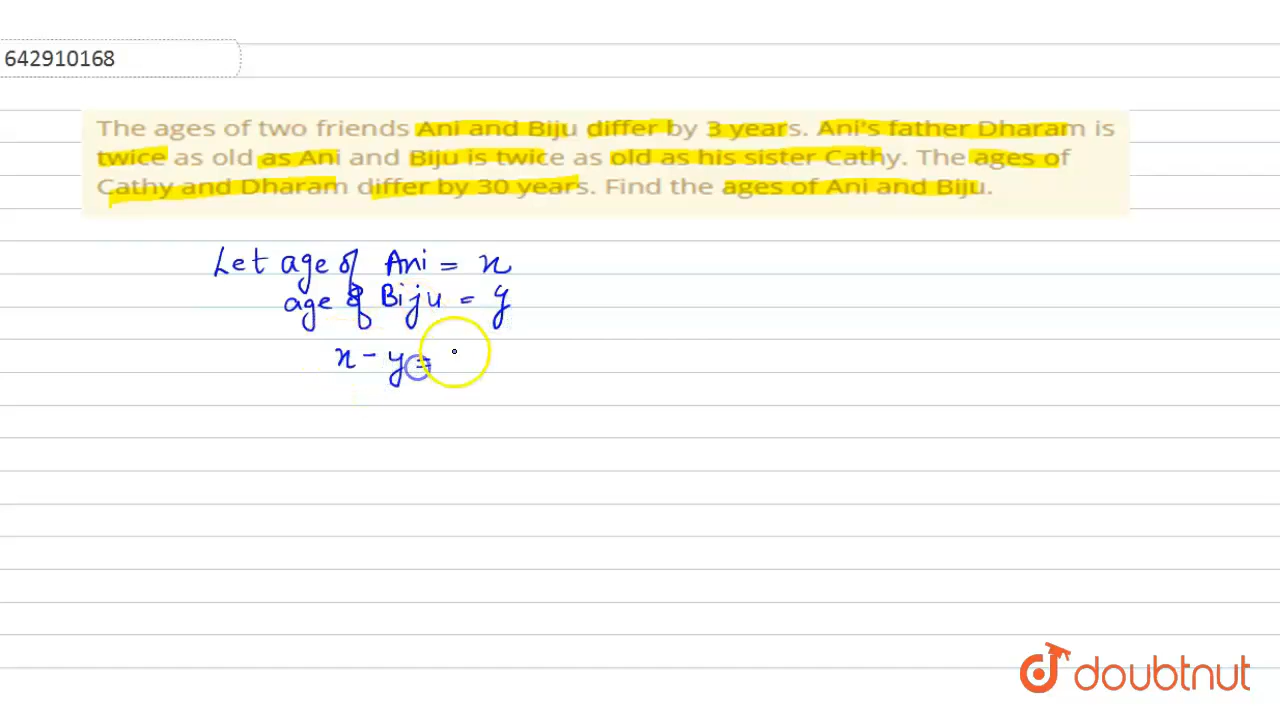 642910168
The ages of two friends Ani and Biju differ by 3 years. Ani's father Dharam is
twice as old as Ani and Biju is twice as old as his sister Cathy. The ages of
Cathy and Dharam differ by 30 years. Find the ages of Ani and Biju.
Let age of Ani = x
age of Biju = y
x - y =
doubtnut